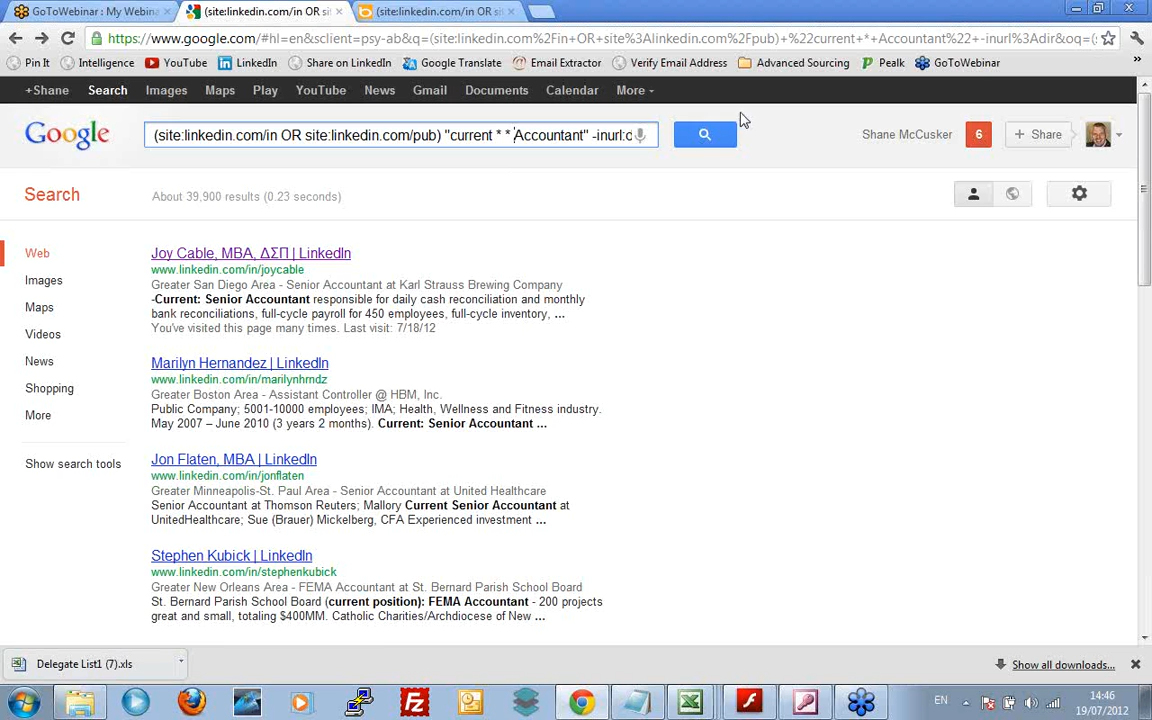 GoToWebinar : My Webina
(site:linkedin.com/in OR si
(site:linkedin.com/in OR s
https://www.google.com/#hl=en&sclient=psy-ab&q=(site:linkedin.com%2Fin+OR+site%3Alinkedin.com%2Fpub)+%22current+*+Accountant%22+-inurl%3Adir&oq=(s
Pin It Intelligence YouTube LinkedIn Share on LinkedIn Google Translate Email Extractor Verify Email Address Advanced Sourcing Pealk GoToWebinar »
+Share Search Images Maps Play YouTube News Gmail Documents Calendar More
Google (site:linkedin.com/in OR site:linkedin.com/pub) "current * * Accountant" -inurl:d Shane McCusker 6 + Share
Search About 39,900 results (0.23 seconds)
Web
Images
Maps
Videos
News
Shopping
More
Show search tools
Joy Cable, MBA, ΔΣΠ | LinkedIn
www.linkedin.com/in/joycable
Greater San Diego Area - Senior Accountant at Karl Strauss Brewing Company
-Current: Senior Accountant responsible for daily cash reconciliation and monthly
bank reconciliations, full-cycle payroll for 450 employees, full-cycle inventory, ...
You've visited this page many times. Last visit: 7/18/12
Marilyn Hernandez | LinkedIn
www.linkedin.com/in/marilynhrndz
Greater Boston Area - Assistant Controller @ HBM, Inc.
Public Company; 5001-10000 employees; IMA; Health, Wellness and Fitness industry.
May 2007 – June 2010 (3 years 2 months). Current: Senior Accountant ...
Jon Flaten, MBA | LinkedIn
www.linkedin.com/in/jonflaten
Greater Minneapolis-St. Paul Area - Senior Accountant at United Healthcare
Senior Accountant at Thomson Reuters; Mallory Current Senior Accountant at
UnitedHealthcare; Sue (Brauer) Mickelberg, CFA Experienced investment ...
Stephen Kubick | LinkedIn
www.linkedin.com/in/stephenkubick
Greater New Orleans Area - FEMA Accountant at St. Bernard Parish School Board
St. Bernard Parish School Board (current position): FEMA Accountant - 200 projects
great and small, totaling $400MM. Catholic Charities/Archdiocese of New ...
Delegate List1 (7).xls
Show all downloads...
EN
14:46
19/07/2012